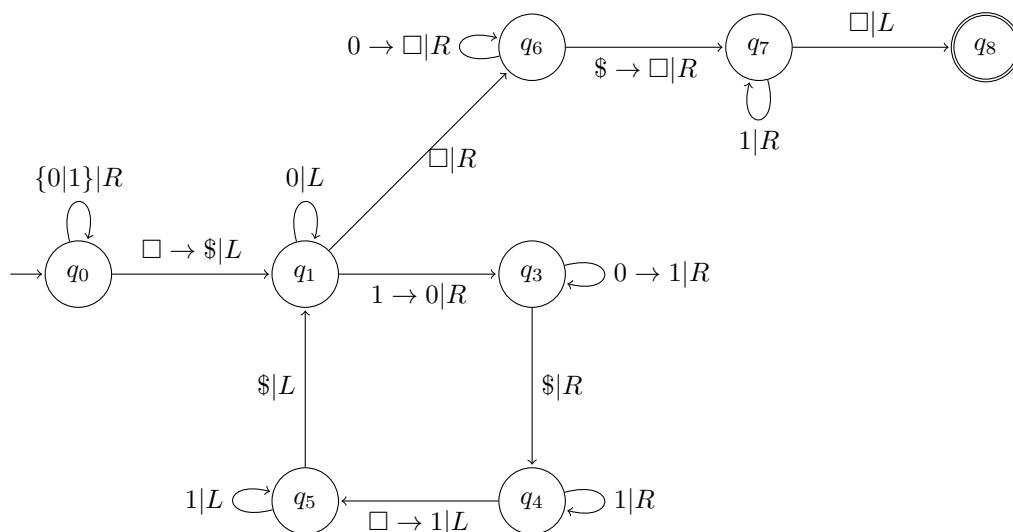 □|L
0 → □|R q₆ q₇ q₈
$ → □|R
1|R
□|R
{0|1}|R 0|L
□ → $|L
q₀ q₁ q₃ 0 → 1|R
1 → 0|R
$|L $|R
1|L q₅ q₄ 1|R
□ → 1|L